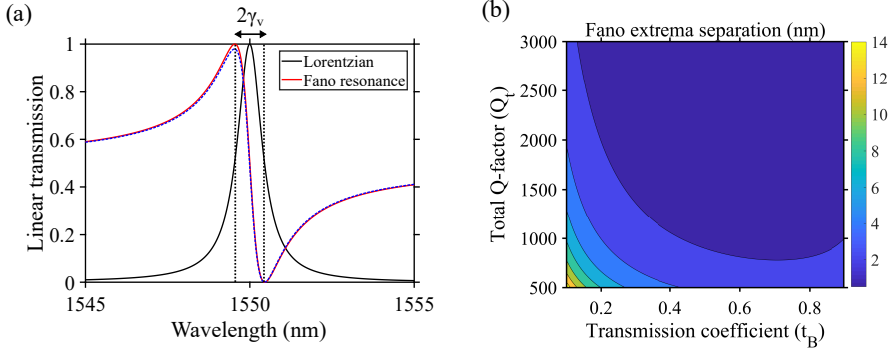 (a)
2γᵥ
Lorentzian
Fano resonance
Linear transmission
1
0.8
0.6
0.4
0.2
0
1545
1550
1555
Wavelength (nm)
(b)
Fano extrema separation (nm)
Total Q-factor (Qₜ)
3000
2500
2000
1500
1000
500
0.2
0.4
0.6
0.8
Transmission coefficient (t_B)
14
12
10
8
6
4
2